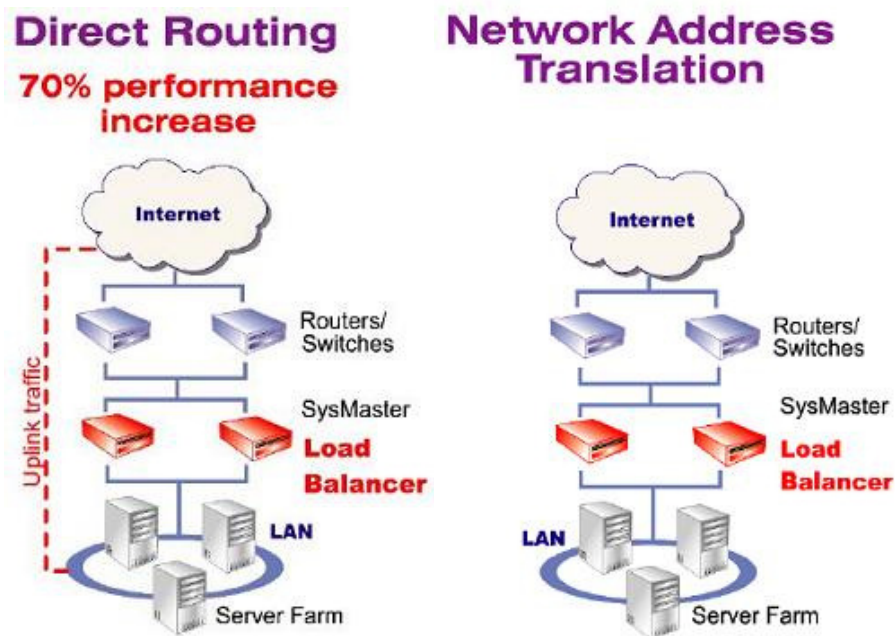 Direct Routing
70% performance
increase
Internet
Routers/
Switches
SysMaster
Load
Balancer
LAN
Server Farm
Uplink traffic
Network Address
Translation
Internet
Routers/
Switches
SysMaster
Load
Balancer
LAN
Server Farm